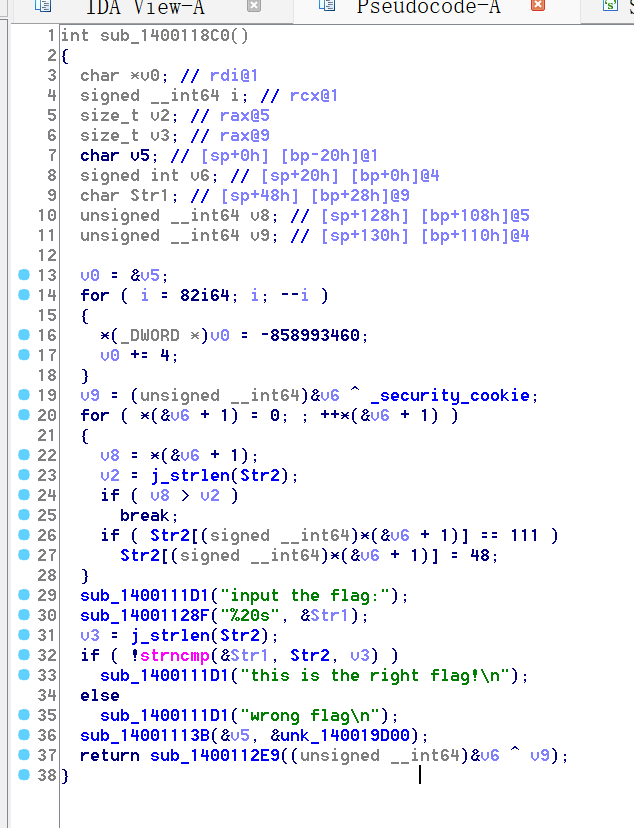 IDA View-A Pseudocode-A
1 int sub_1400118C0()
2 {
3 char *v0; // rdi@1
4 signed __int64 i; // rcx@1
5 size_t v2; // rax@5
6 size_t v3; // rax@9
7 char v5; // [sp+0h] [bp-20h]@1
8 signed int v6; // [sp+20h] [bp+0h]@4
9 char Str1; // [sp+48h] [bp+28h]@9
10 unsigned __int64 v8; // [sp+128h] [bp+108h]@5
11 unsigned __int64 v9; // [sp+130h] [bp+110h]@4
12
13 v0 = &v5;
14 for ( i = 82i64; i; --i )
15 {
16 *(_DWORD *)v0 = -858993460;
17 v0 += 4;
18 }
19 v9 = (unsigned __int64)&v6 ^ _security_cookie;
20 for ( *(&v6 + 1) = 0; ; ++*(&v6 + 1) )
21 {
22 v8 = *(&v6 + 1);
23 v2 = j_strlen(Str2);
24 if ( v8 > v2 )
25 break;
26 if ( Str2[(signed __int64)*(&v6 + 1)] == 111 )
27 Str2[(signed __int64)*(&v6 + 1)] = 48;
28 }
29 sub_1400111D1("input the flag:");
30 sub_14001128F("%20s", &Str1);
31 v3 = j_strlen(Str2);
32 if ( !strncmp(&Str1, Str2, v3) )
33 sub_1400111D1("this is the right flag!\n");
34 else
35 sub_1400111D1("wrong flag\n");
36 sub_14001113B(&v5, &unk_140019D00);
37 return sub_1400112E9((unsigned __int64)&v6 ^ v9);
38 }